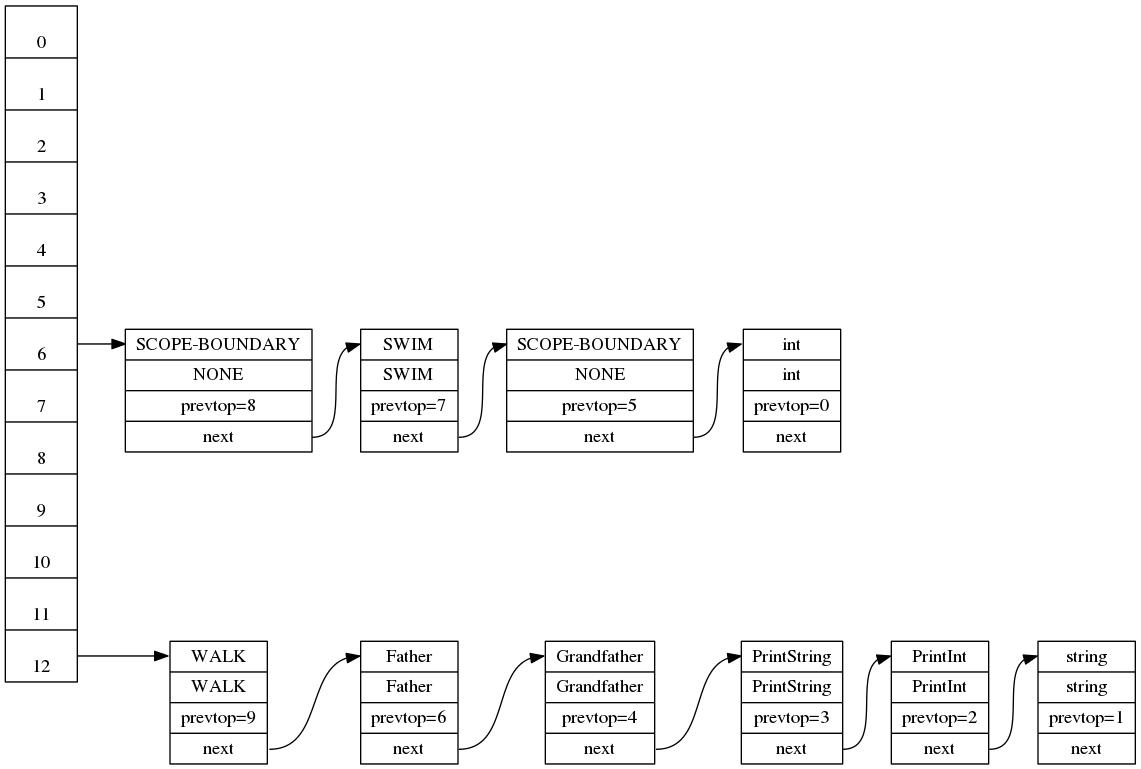 0
1
2
3
4
5
6
7
8
9
10
11
12
SCOPE-BOUNDARY
NONE
prevtop=8
next
SWIM
SWIM
prevtop=7
next
SCOPE-BOUNDARY
NONE
prevtop=5
next
int
int
prevtop=0
next
WALK
WALK
prevtop=9
next
Father
Father
prevtop=6
next
Grandfather
Grandfather
prevtop=4
next
PrintString
PrintString
prevtop=3
next
PrintInt
PrintInt
prevtop=2
next
string
string
prevtop=1
next